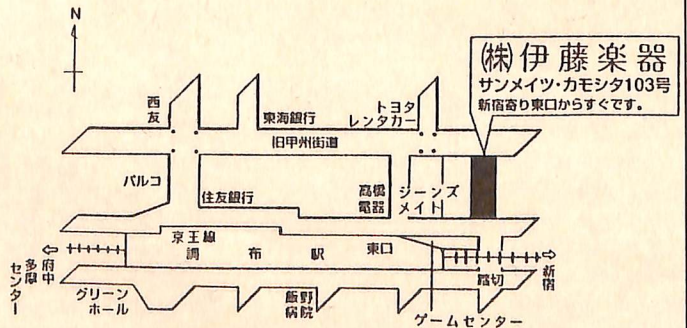 N
㈱伊藤楽器
サンメイツ・カモシタ103号
新宿寄り東口からすぐです。
西友
東海銀行
トヨタ
レンタカー
旧甲州街道
パルコ
住友銀行
高橋
電器
ジーンズ
メイト
京王線
調布駅
東口
府中
多摩
センター
新宿
踏切
グリーン
ホール
飯野
病院
ゲームセンター